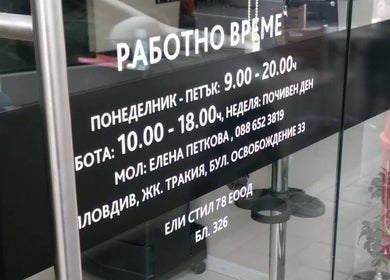 РАБОТНО ВРЕМЕ
ПОНЕДЕЛНИК - ПЕТЪК: 9.00 - 20.00ч
БОТА: 10.00 - 18.00ч, НЕДЕЛЯ: ПОЧИВЕН ДЕН
МОЛ: ЕЛЕНА ПЕТКОВА , 088 652 3819
ЛОВДИВ, ЖК. ТРАКИЯ, БУЛ. ОСВОБОЖДЕНИЕ 33
ЕЛИ СТИЛ 78 ЕООД
БЛ. 326